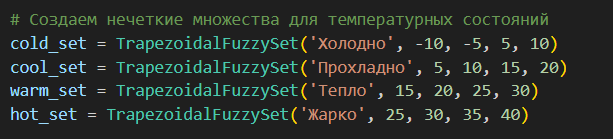 # Создаем нечеткие множества для температурных состояний
cold_set = TrapezoidalFuzzySet('Холодно', -10, -5, 5, 10)
cool_set = TrapezoidalFuzzySet('Прохладно', 5, 10, 15, 20)
warm_set = TrapezoidalFuzzySet('Тепло', 15, 20, 25, 30)
hot_set = TrapezoidalFuzzySet('Жарко', 25, 30, 35, 40)